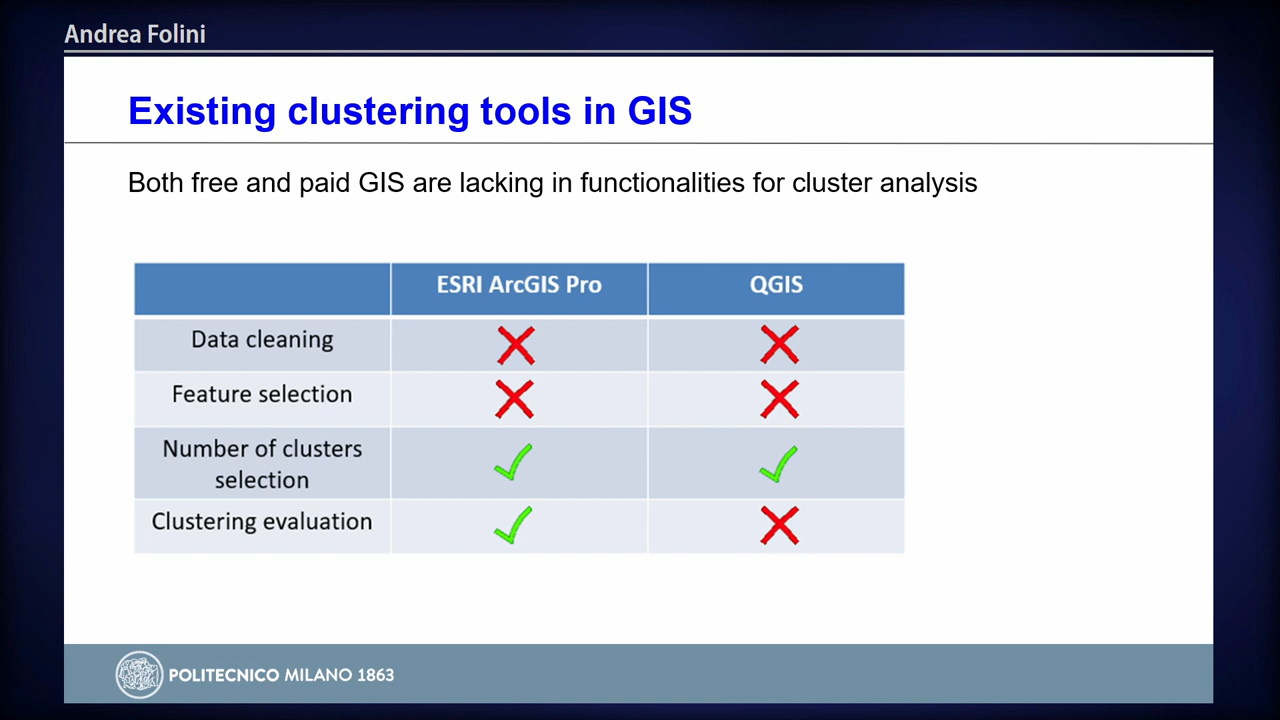 Andrea Folini
Existing clustering tools in GIS
Both free and paid GIS are lacking in functionalities for cluster analysis
ESRI ArcGIS Pro
QGIS
Data cleaning
Feature selection
Number of clusters
selection
Clustering evaluation
POLITECNICO MILANO 1863